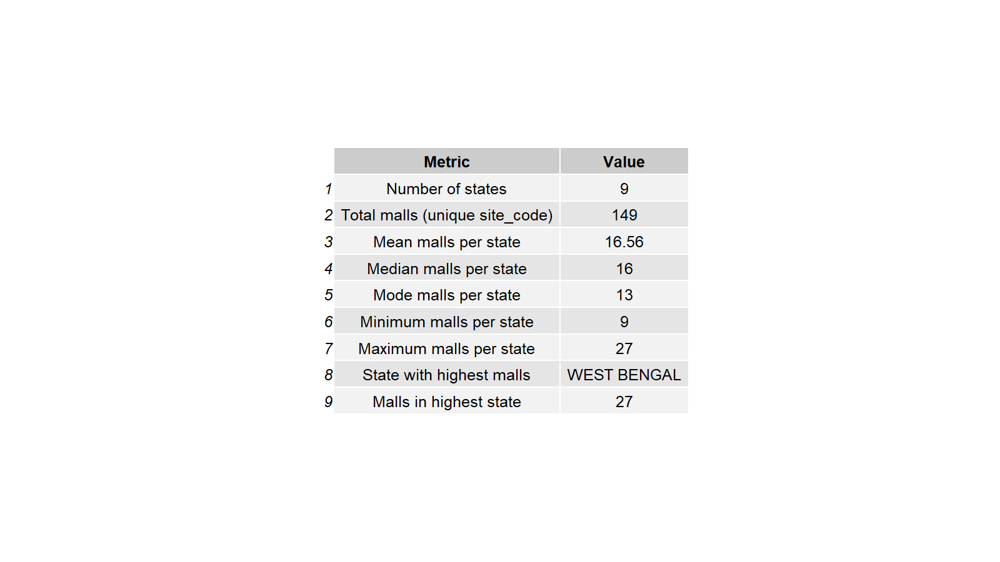 Metric Value
1 Number of states 9
2 Total malls (unique site_code) 149
3 Mean malls per state 16.56
4 Median malls per state 16
5 Mode malls per state 13
6 Minimum malls per state 9
7 Maximum malls per state 27
8 State with highest malls WEST BENGAL
9 Malls in highest state 27